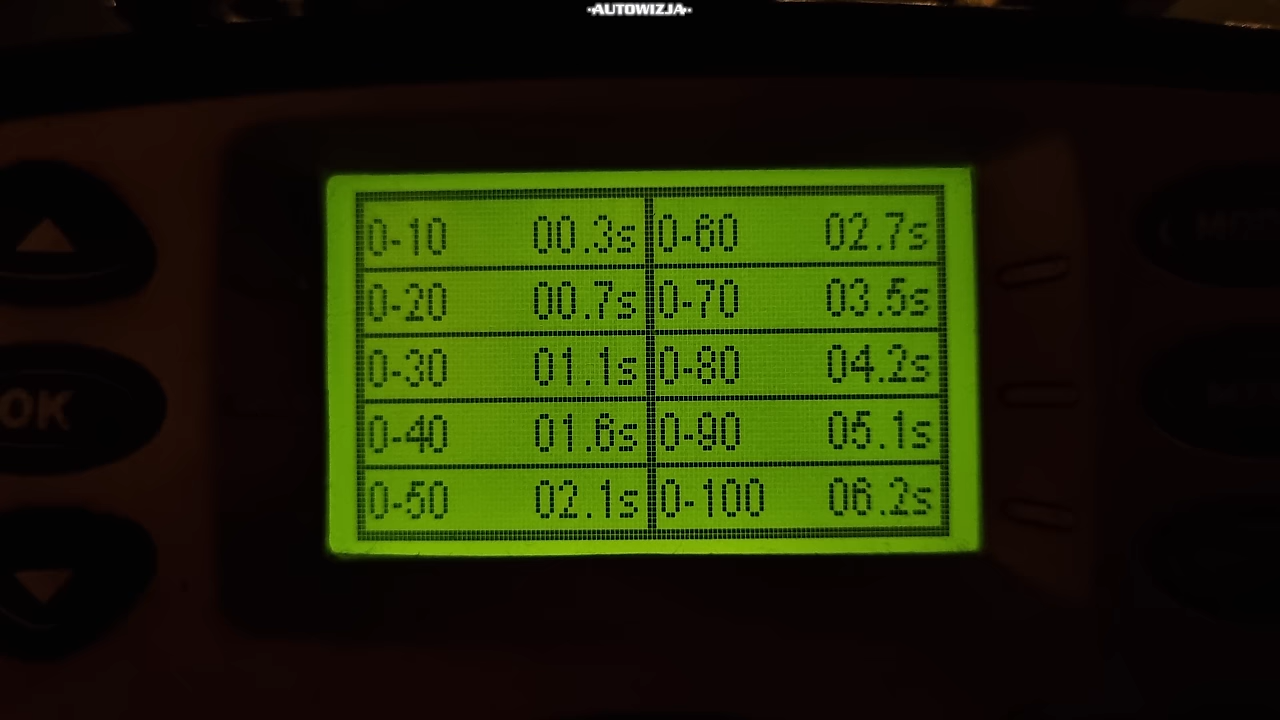 ·AUTOWIZJA·
0-10 00.3s 0-60 02.7s
0-20 00.7s 0-70 03.5s
0-30 01.1s 0-80 04.2s
0-40 01.6s 0-90 05.1s
0-50 02.1s 0-100 06.2s
OK